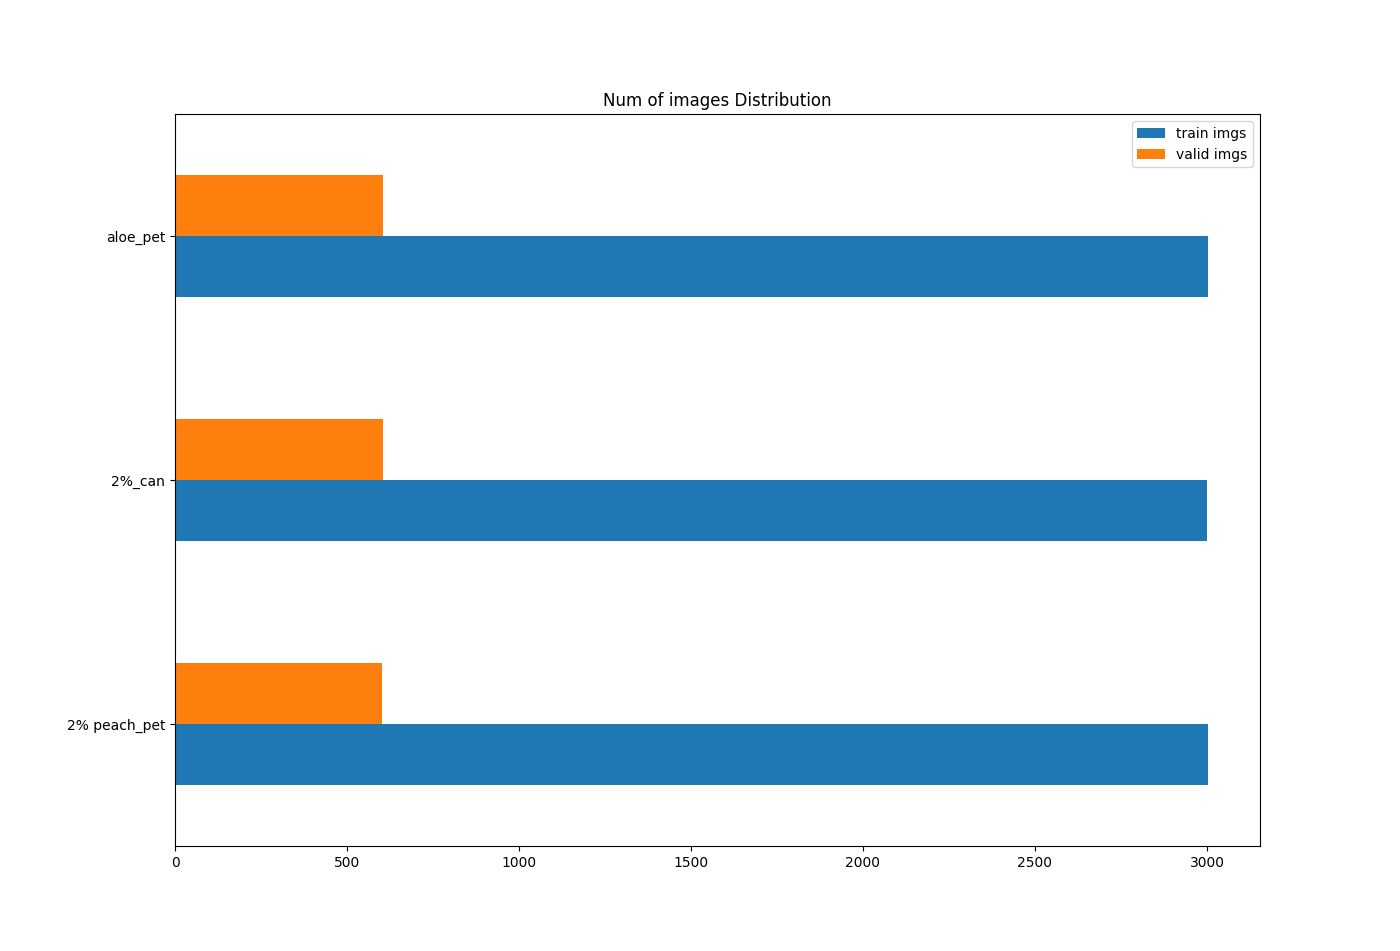 Num of images Distribution
train imgs
valid imgs
aloe_pet
2%_can
2% peach_pet
0 500 1000 1500 2000 2500 3000